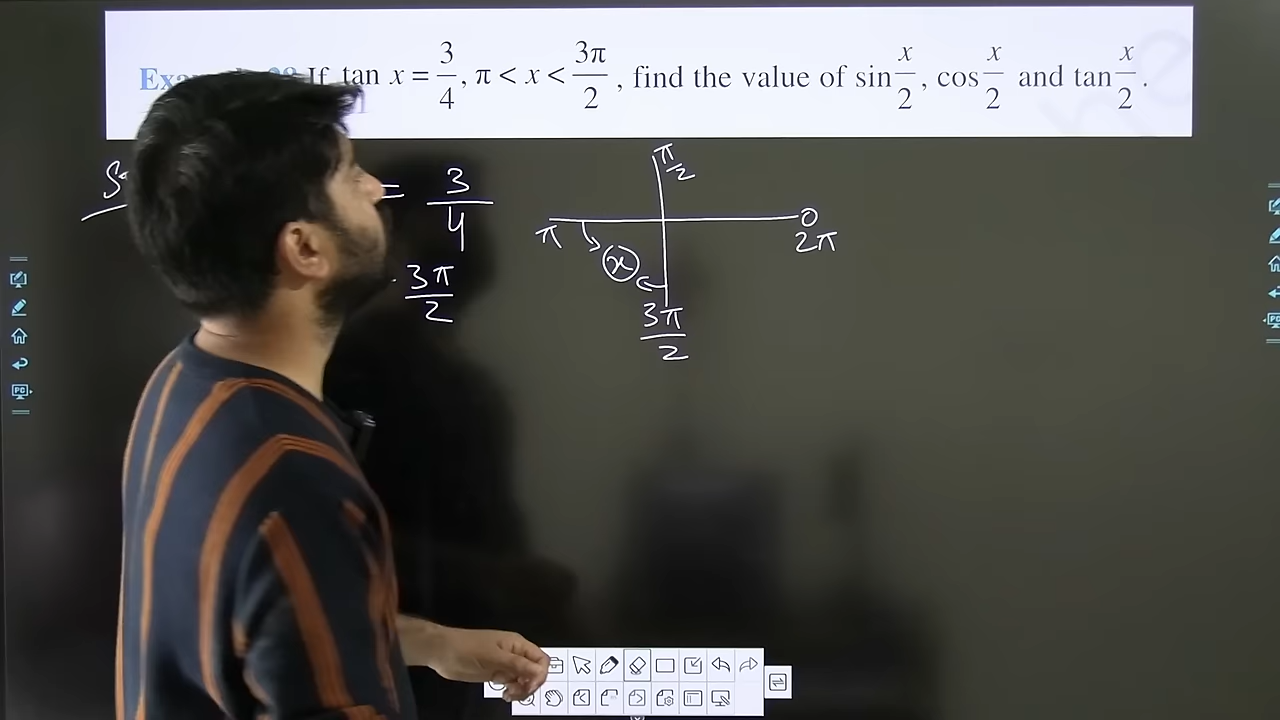 If tan x = 3/4, π < x < 3π/2, find the value of sin x/2, cos x/2 and tan x/2.
= 3/4
3π/2
π/2
π
0
2π
x
3π/2